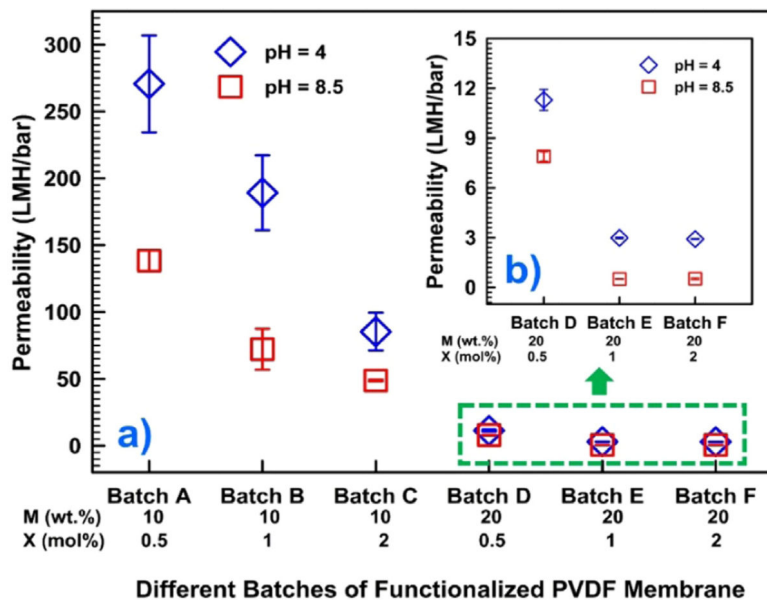 Permeability (LMH/bar)
300
250
200
150
100
50
0
pH = 4
pH = 8.5
a)
Permeability (LMH/bar)
15
12
9
6
3
0
pH = 4
pH = 8.5
b)
Batch D Batch E Batch F
M (wt.%) 20 20 20
X (mol%) 0.5 1 2
Batch A Batch B Batch C Batch D Batch E Batch F
M (wt.%) 10 10 10 20 20 20
X (mol%) 0.5 1 2 0.5 1 2
Different Batches of Functionalized PVDF Membrane